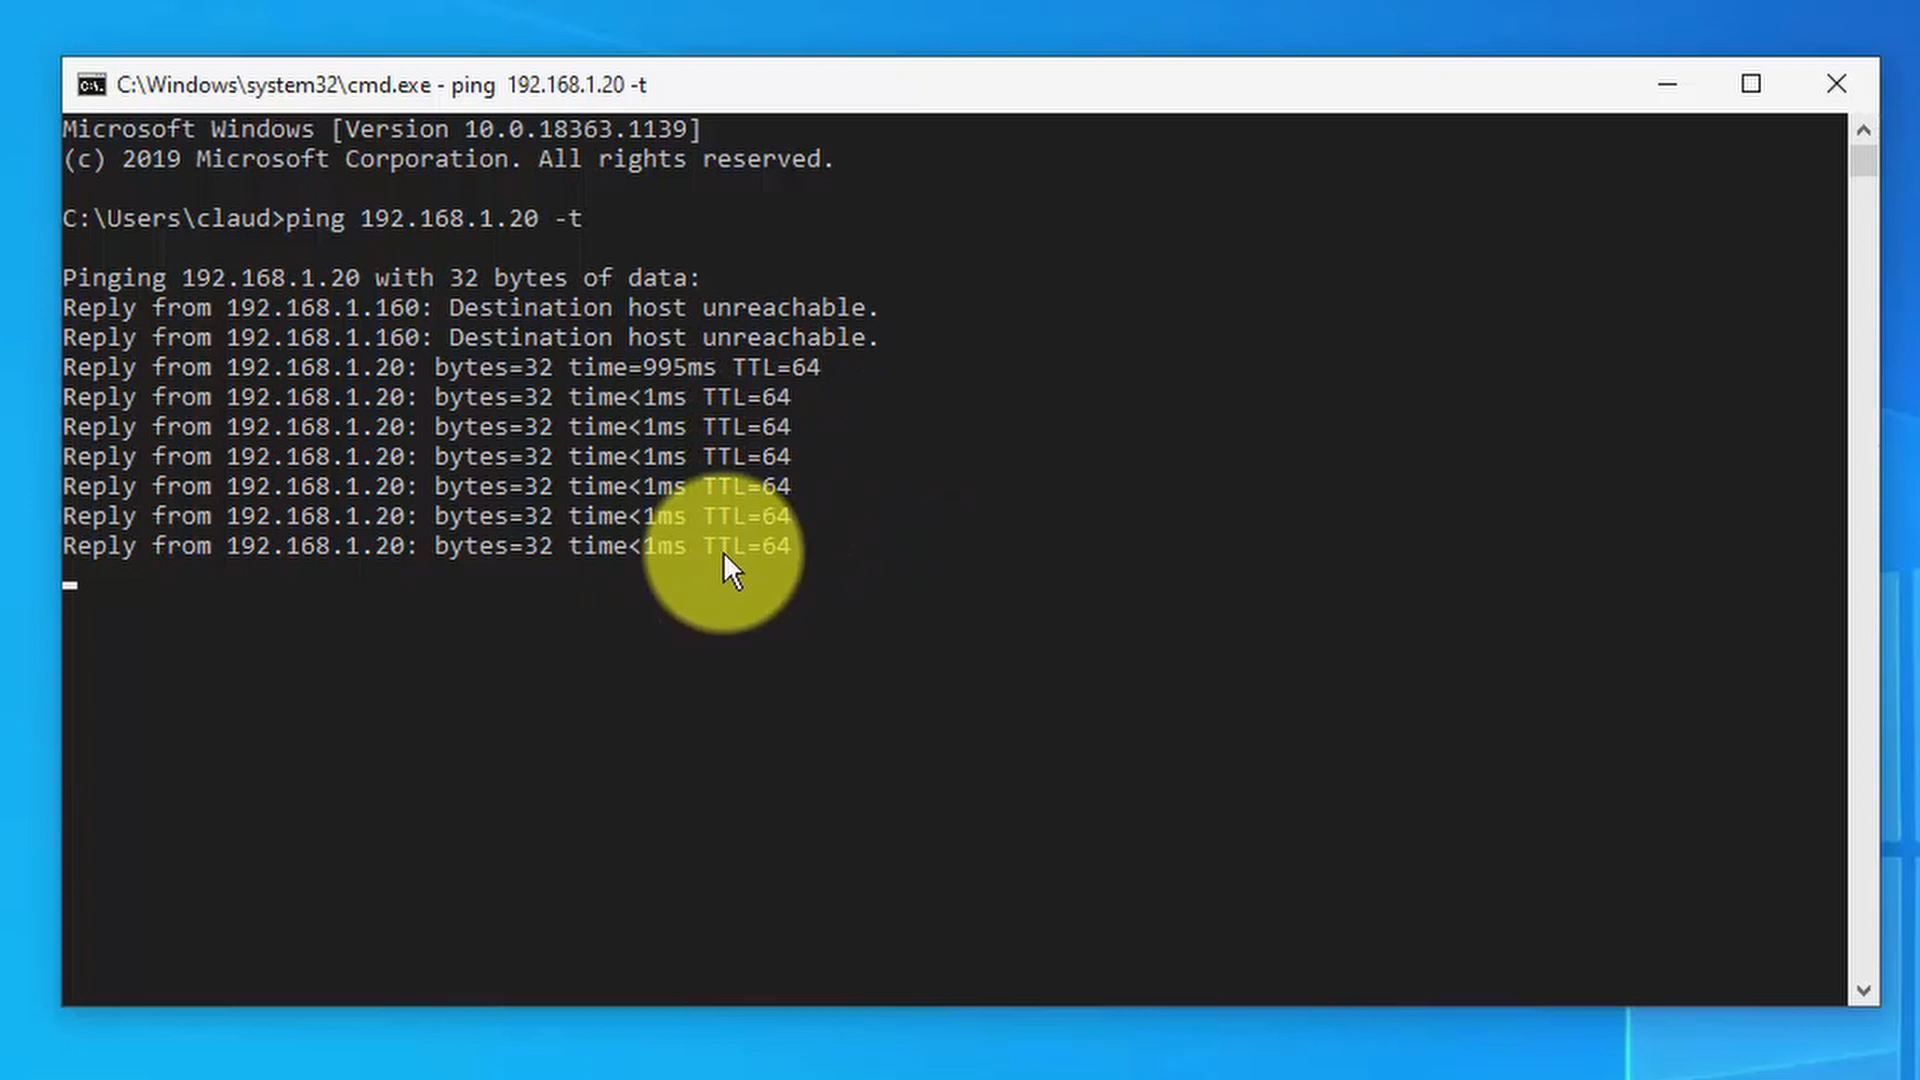 C:\Windows\system32\cmd.exe - ping  192.168.1.20 -t
Microsoft Windows [Version 10.0.18363.1139]
(c) 2019 Microsoft Corporation. All rights reserved.
C:\Users\claud>ping 192.168.1.20 -t
Pinging 192.168.1.20 with 32 bytes of data:
Reply from 192.168.1.160: Destination host unreachable.
Reply from 192.168.1.160: Destination host unreachable.
Reply from 192.168.1.20: bytes=32 time=995ms TTL=64
Reply from 192.168.1.20: bytes=32 time<1ms TTL=64
Reply from 192.168.1.20: bytes=32 time<1ms TTL=64
Reply from 192.168.1.20: bytes=32 time<1ms TTL=64
Reply from 192.168.1.20: bytes=32 time<1ms TTL=64
Reply from 192.168.1.20: bytes=32 time<1ms TTL=64
Reply from 192.168.1.20: bytes=32 time<1ms TTL=64